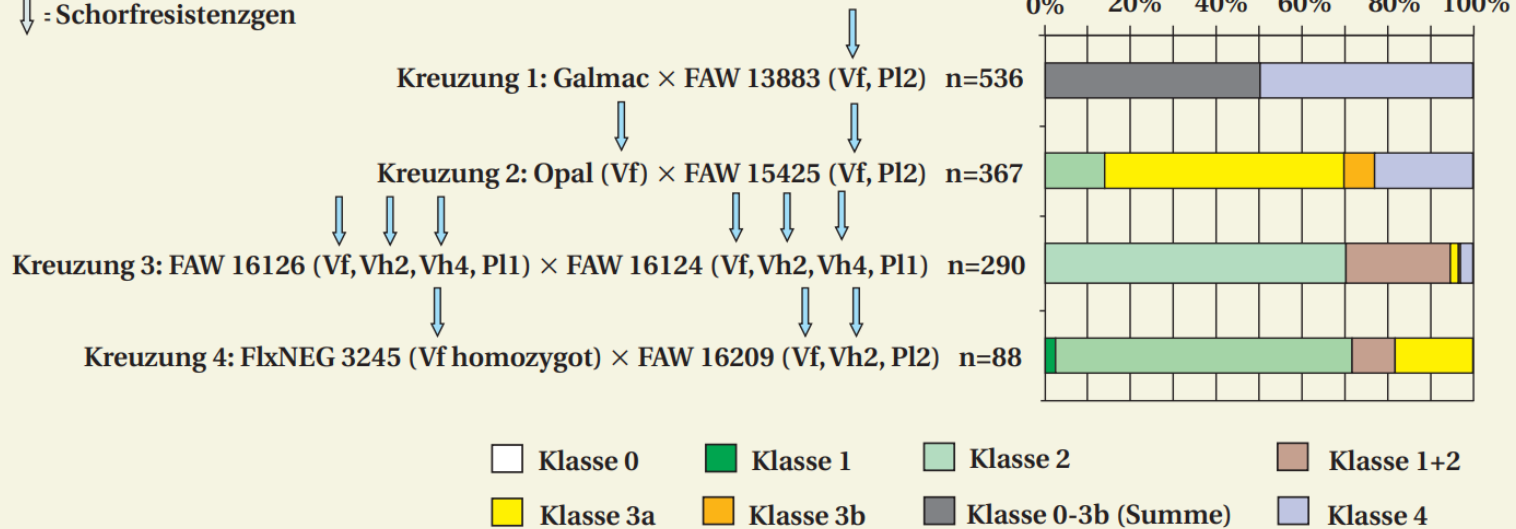 = Schorfresistenzgen
0% 20% 40% 60% 80% 100%
Kreuzung 1: Galmac × FAW 13883 (Vf, Pl2) n=536
Kreuzung 2: Opal (Vf) × FAW 15425 (Vf, Pl2) n=367
Kreuzung 3: FAW 16126 (Vf, Vh2, Vh4, Pl1) × FAW 16124 (Vf, Vh2, Vh4, Pl1) n=290
Kreuzung 4: FlxNEG 3245 (Vf homozygot) × FAW 16209 (Vf, Vh2, Pl2) n=88
Klasse 0 Klasse 1 Klasse 2 Klasse 1+2
Klasse 3a Klasse 3b Klasse 0-3b (Summe) Klasse 4